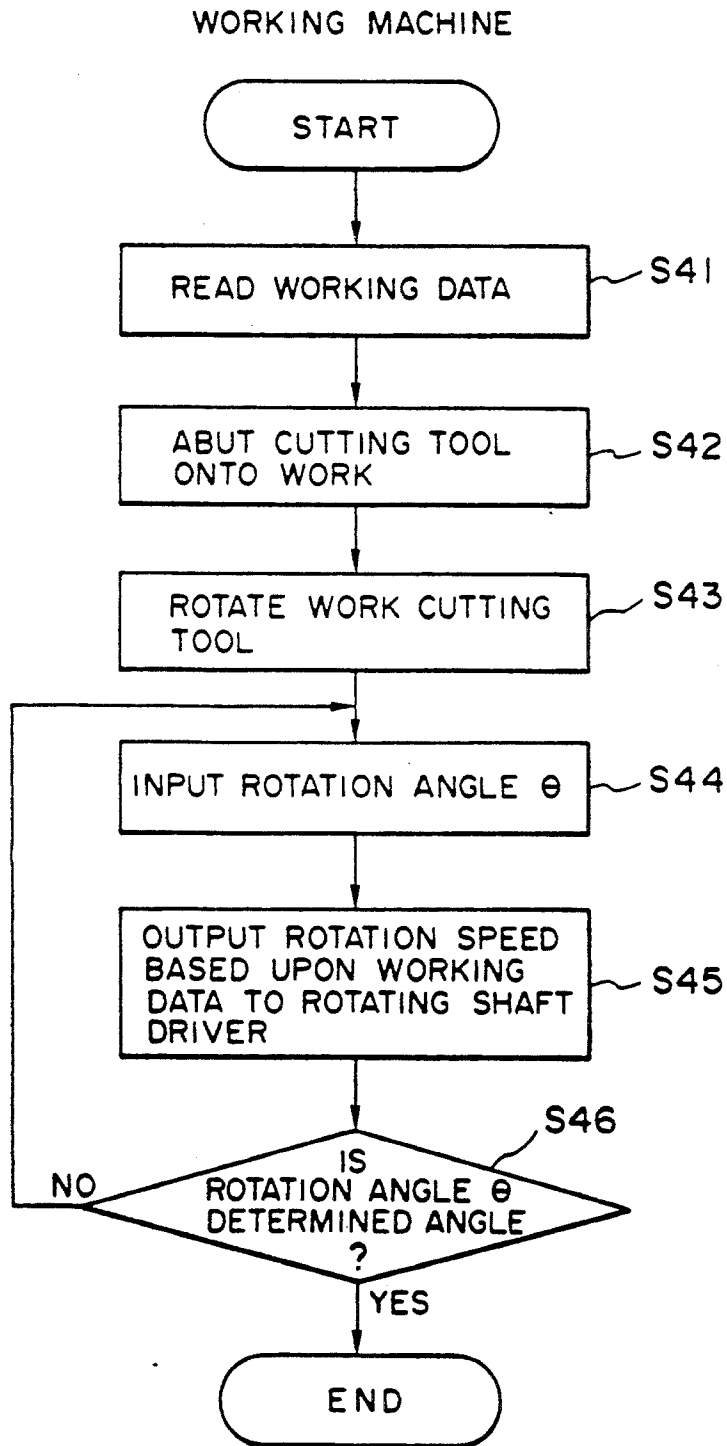 WORKING MACHINE
START
READ WORKING DATA
S41
ABUT CUTTING TOOL
ONTO WORK
S42
ROTATE WORK CUTTING
TOOL
S43
INPUT ROTATION ANGLE θ
S44
OUTPUT ROTATION SPEED
BASED UPON WORKING
DATA TO ROTATING SHAFT
DRIVER
S45
S46
IS
ROTATION ANGLE θ
DETERMINED ANGLE
?
NO
YES
END